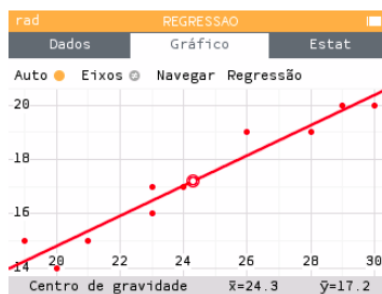 rad REGRESSAO
Dados Gráfico Estat
Auto Eixos Navegar Regressão
20
18
16
14
20 22 24 26 28 30
Centro de gravidade x̄=24.3 ȳ=17.2